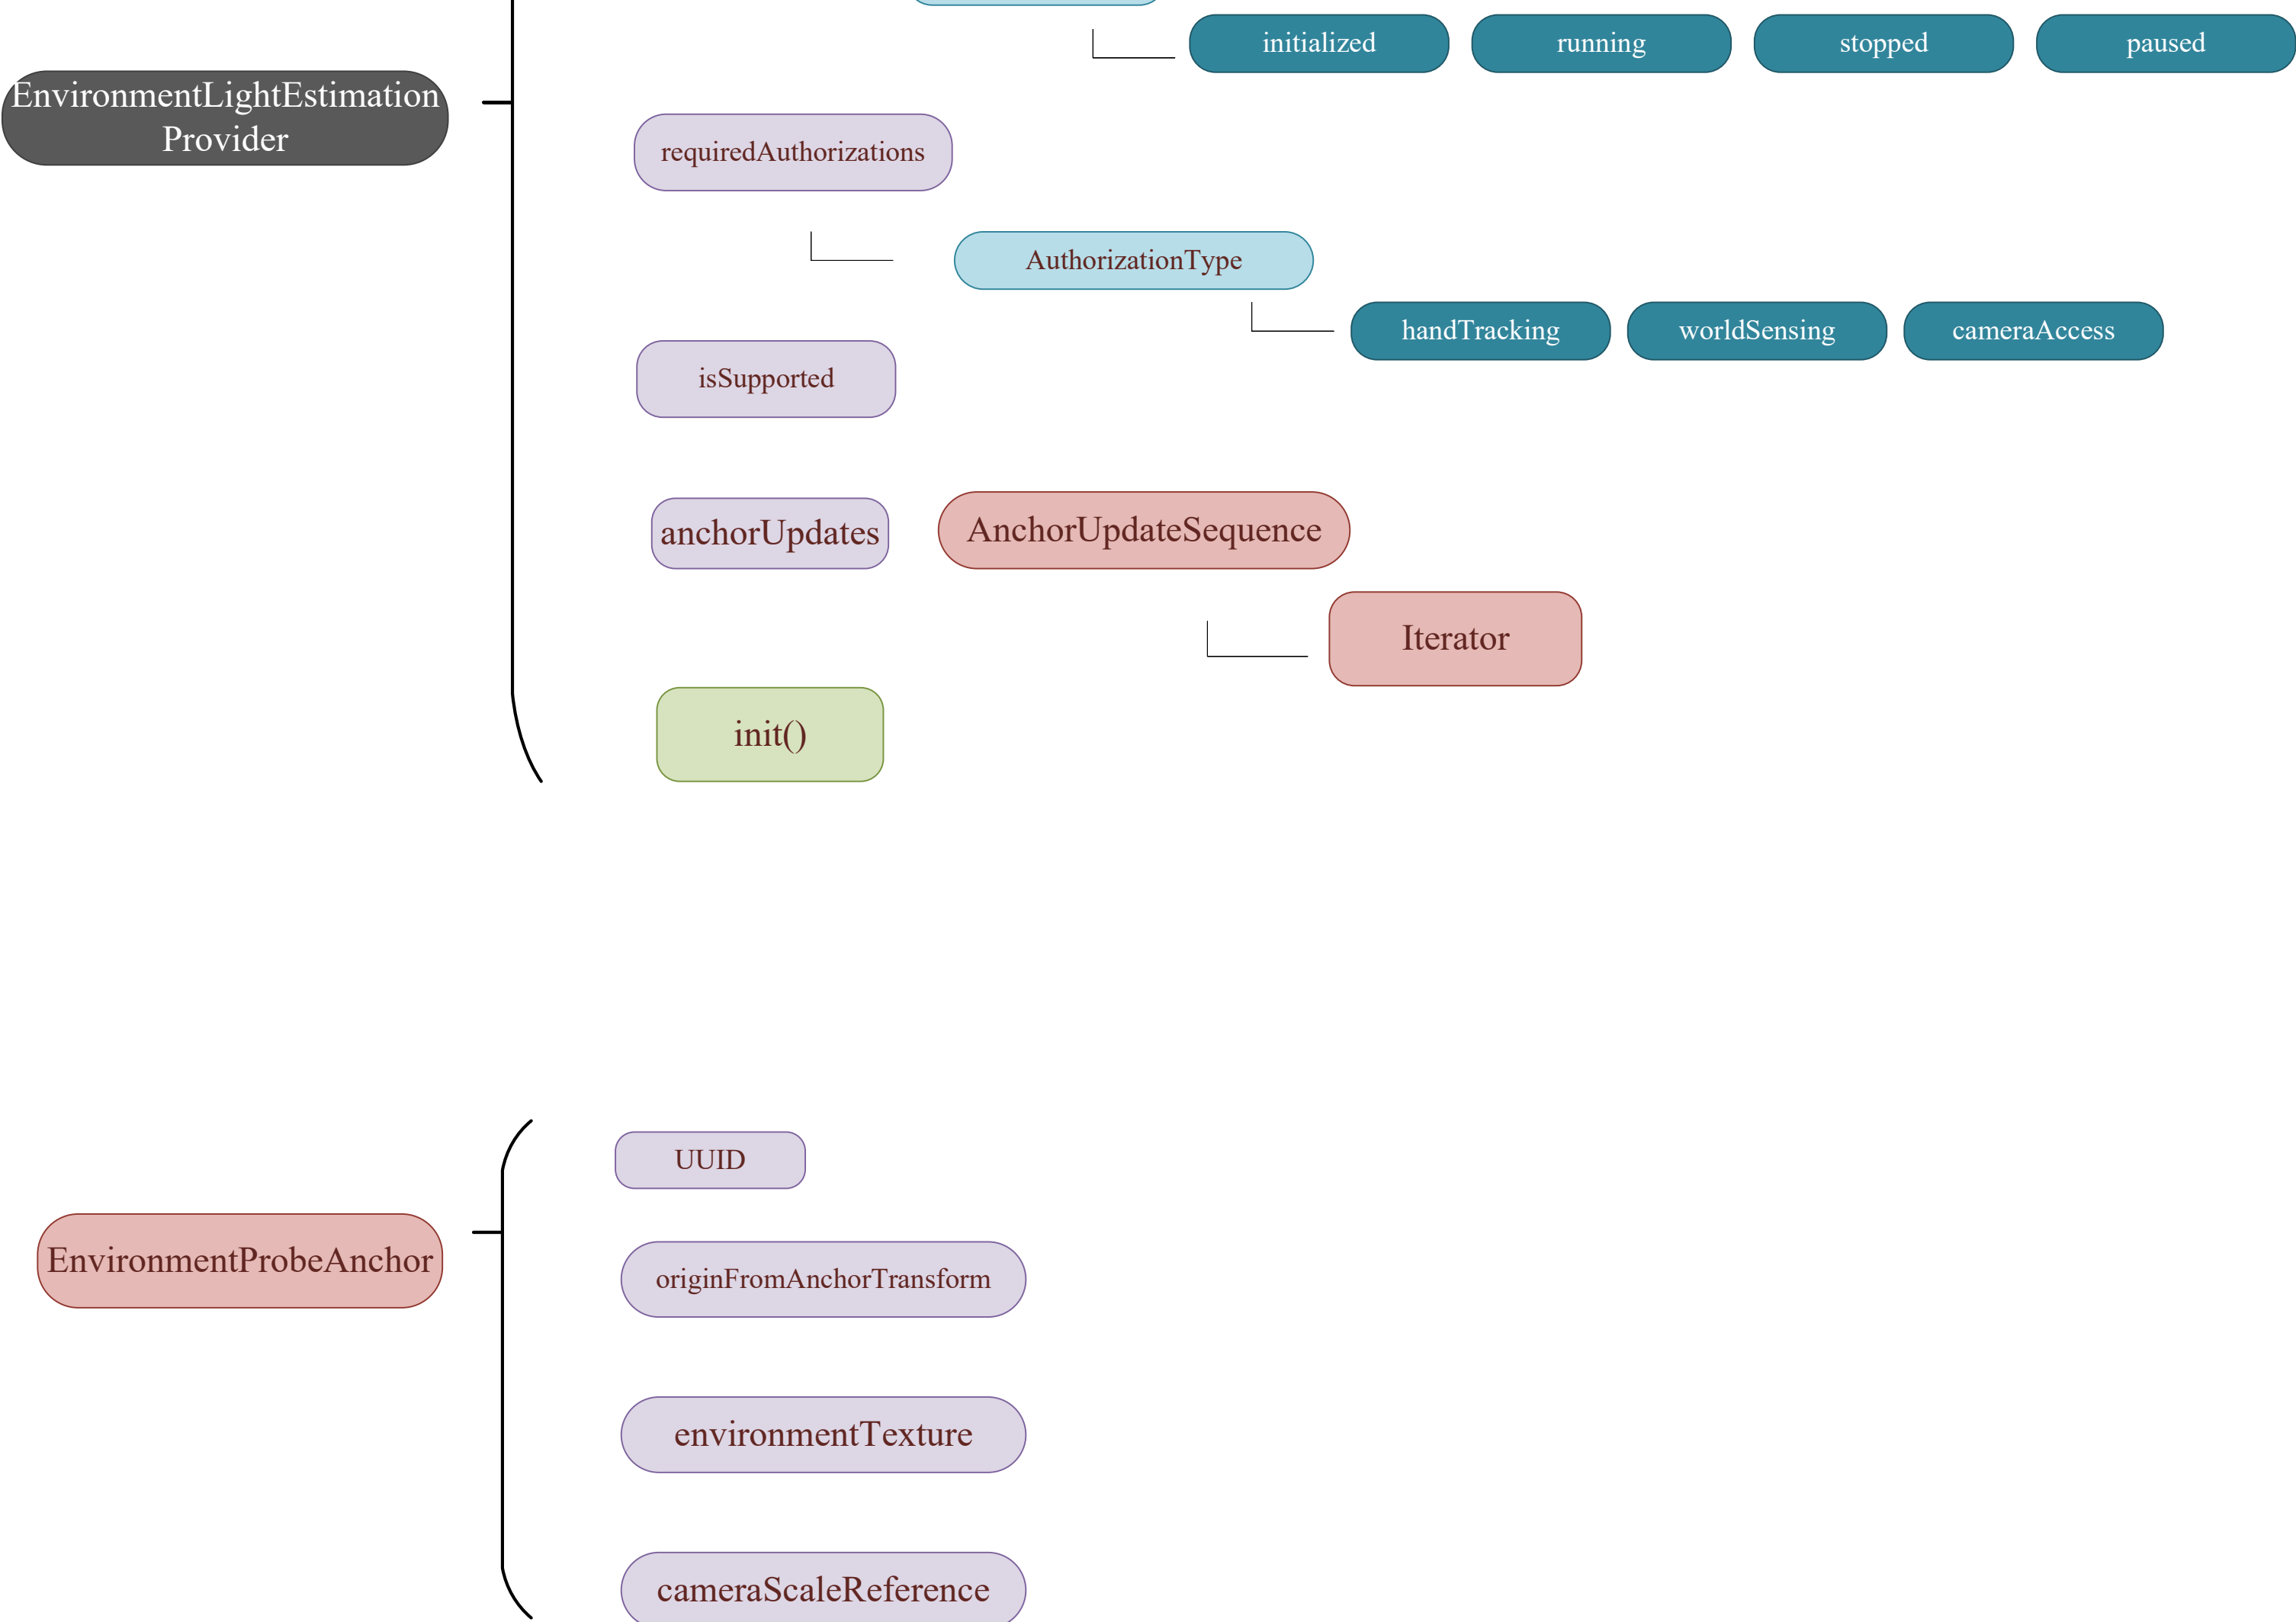 initialized
running
stopped
paused
EnvironmentLightEstimation
Provider
requiredAuthorizations
AuthorizationType
handTracking
worldSensing
cameraAccess
isSupported
anchorUpdates
AnchorUpdateSequence
Iterator
init()
UUID
EnvironmentProbeAnchor
originFromAnchorTransform
environmentTexture
cameraScaleReference